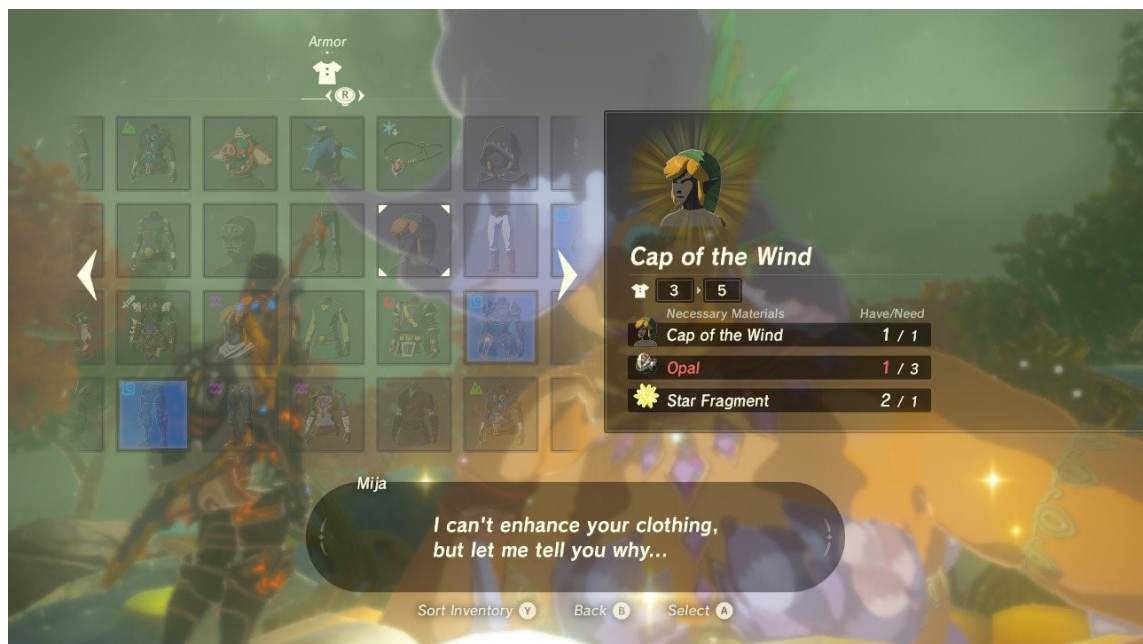 Armor
R
Cap of the Wind
3 5
Necessary Materials Have/Need
Cap of the Wind 1 / 1
Opal 1 / 3
Star Fragment 2 / 1
Mija
I can't enhance your clothing,
but let me tell you why...
Sort Inventory Y Back B Select A